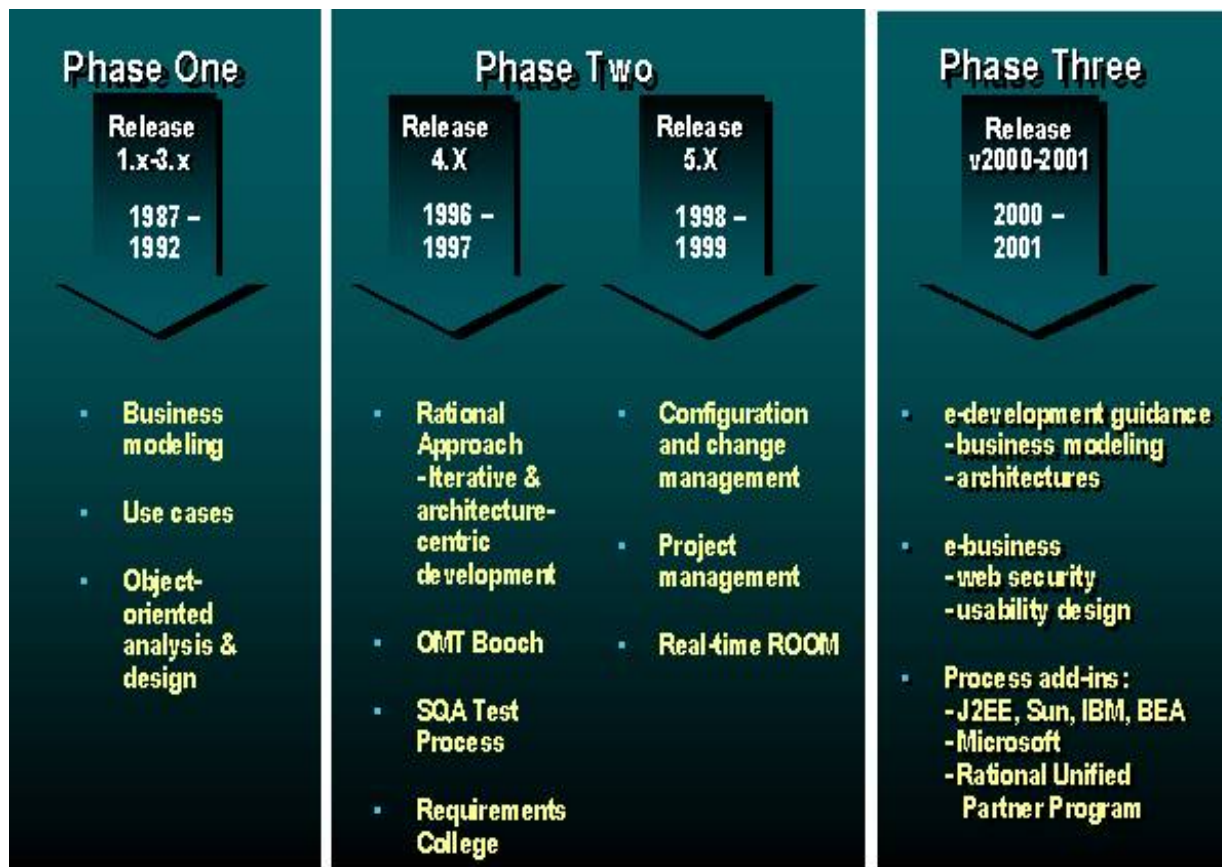 Phase One
Release
1.x-3.x
1987 –
1992
Business
modeling
Use cases
Object-
oriented
analysis &
design
Phase Two
Release
4.X
1996 –
1997
Rational
Approach
-Iterative &
architecture-
centric
development
OMT Booch
SQA Test
Process
Requirements
College
Release
5.X
1998 –
1999
Configuration
and change
management
Project
management
Real-time ROOM
Phase Three
Release
v2000-2001
2000 –
2001
e-development guidance
-business modeling
-architectures
e-business
-web security
-usability design
Process add-ins:
-J2EE, Sun, IBM, BEA
-Microsoft
-Rational Unified
Partner Program